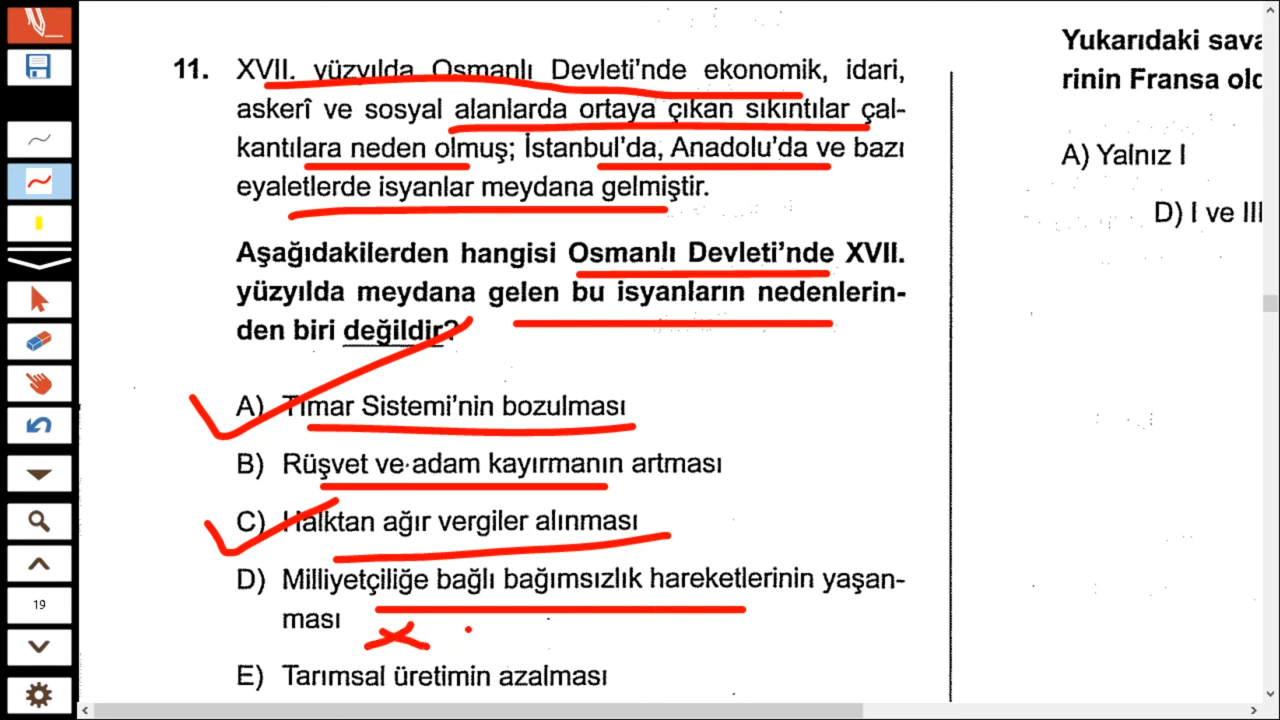 11. XVII. yüzyılda Osmanlı Devleti'nde ekonomik, idari,
askerî ve sosyal alanlarda ortaya çıkan sıkıntılar çal-
kantılara neden olmuş; İstanbul'da, Anadolu'da ve bazı
eyaletlerde isyanlar meydana gelmiştir.
Aşağıdakilerden hangisi Osmanlı Devleti'nde XVII.
yüzyılda meydana gelen bu isyanların nedenlerin-
den biri değildir?
A) Timar Sistemi'nin bozulması
B) Rüşvet ve adam kayırmanın artması
C) Halktan ağır vergiler alınması
D) Milliyetçiliğe bağlı bağımsızlık hareketlerinin yaşan-
ması
E) Tarımsal üretimin azalması
Yukarıdaki sava
rinin Fransa old
A) Yalnız I
D) I ve III
19